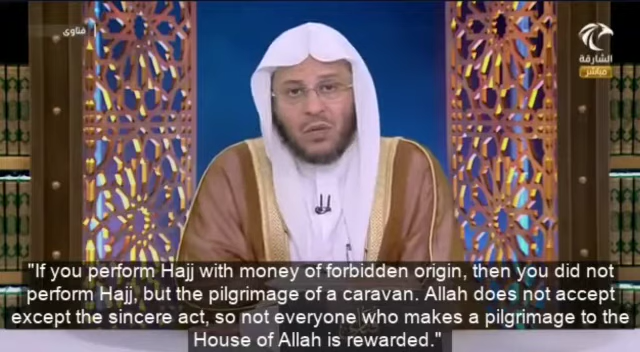 فتاوى
الشارقة
مباشر
"If you perform Hajj with money of forbidden origin, then you did not
perform Hajj, but the pilgrimage of a caravan. Allah does not accept
except the sincere act, so not everyone who makes a pilgrimage to the
House of Allah is rewarded."